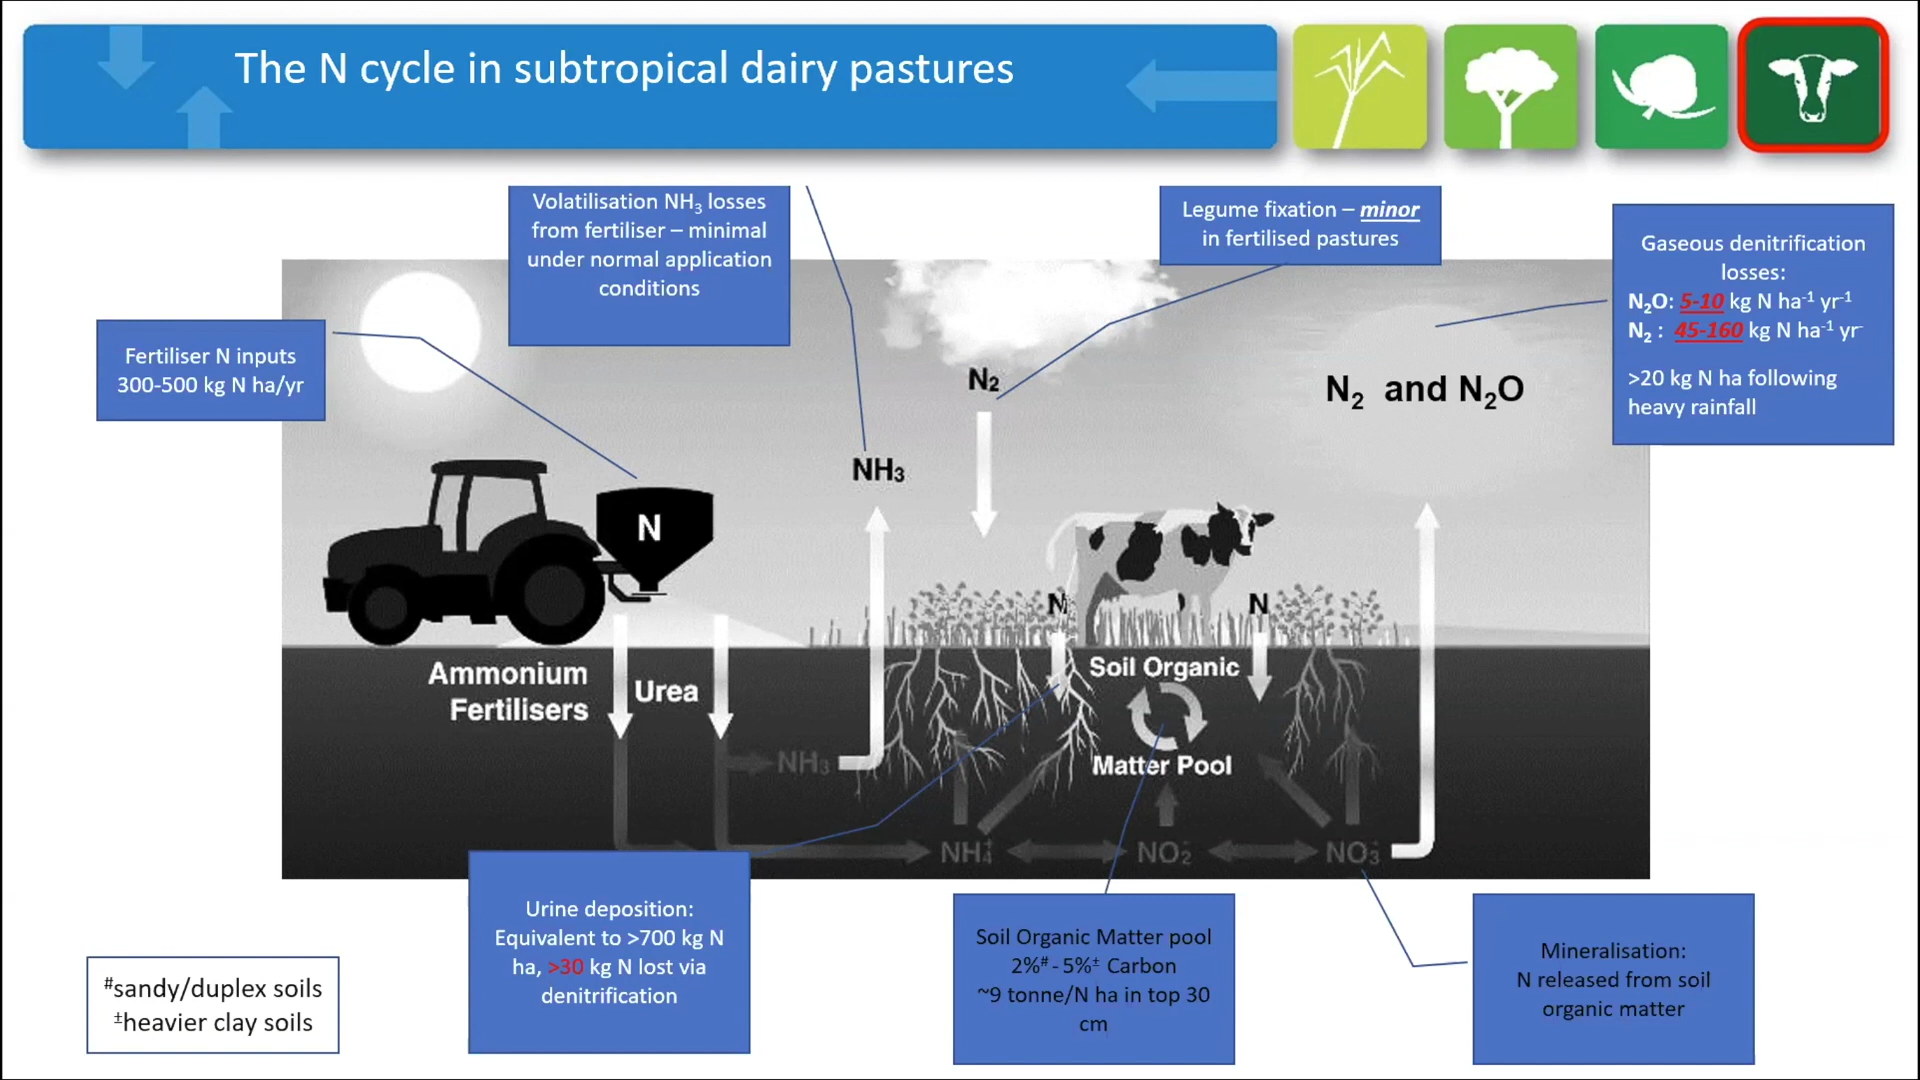 The N cycle in subtropical dairy pastures
Volatilisation NH₃ losses
from fertiliser – minimal
under normal application
conditions
Legume fixation – minor
in fertilised pastures
Gaseous denitrification
losses:
N₂O: 5-10 kg N ha⁻¹ yr⁻¹
N₂ : 45-160 kg N ha⁻¹ yr⁻
>20 kg N ha following
heavy rainfall
Fertiliser N inputs
300-500 kg N ha/yr
N₂
N₂ and N₂O
NH₃
N
N
N
Ammonium
Fertilisers
Urea
Soil Organic
Matter Pool
NH₃
NH₄⁺
NO₂⁻
NO₃⁻
Urine deposition:
Equivalent to >700 kg N
ha, >30 kg N lost via
denitrification
Soil Organic Matter pool
2%# - 5%± Carbon
~9 tonne/N ha in top 30
cm
Mineralisation:
N released from soil
organic matter
#sandy/duplex soils
±heavier clay soils